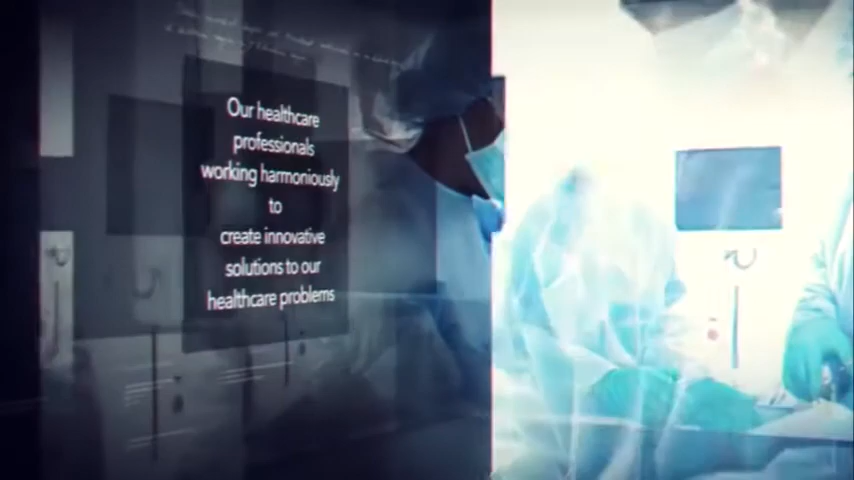 Our healthcare
professionals
working harmoniously
to
create innovative
solutions to our
healthcare problems